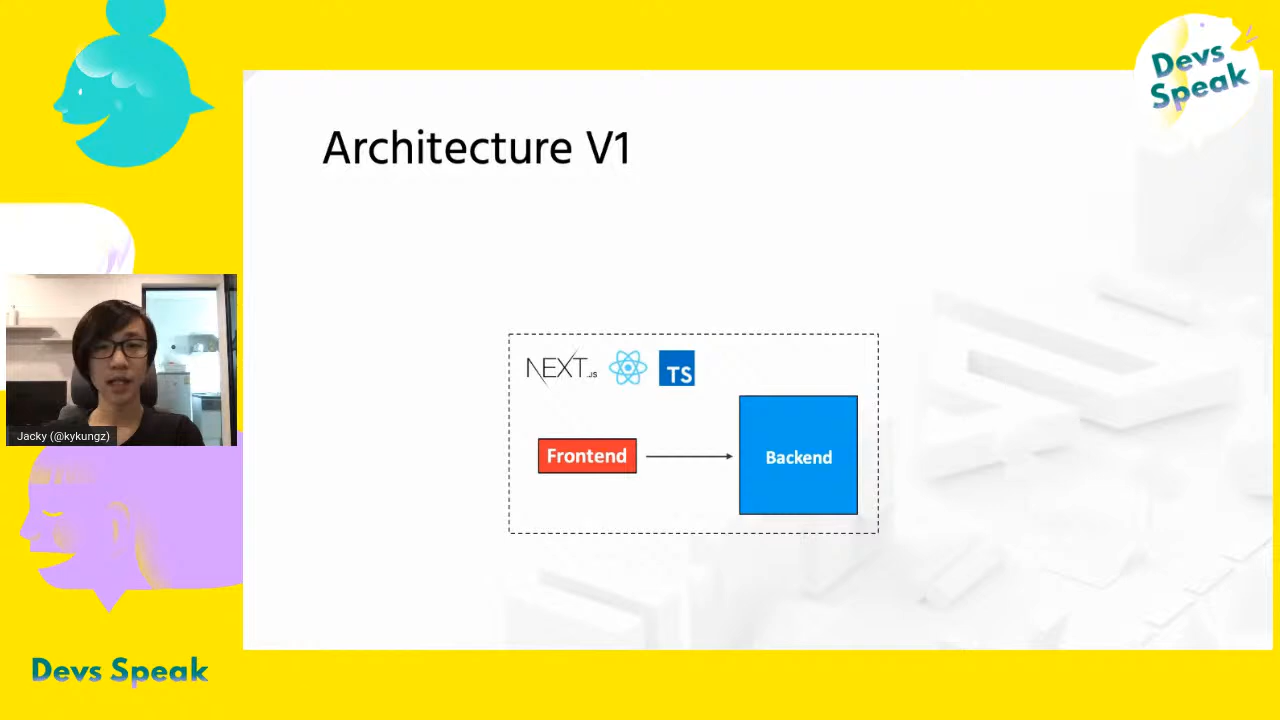 Devs
Speak
Architecture V1
NEXT.JS
TS
Frontend
Backend
Jacky (@kykungz)
Devs Speak